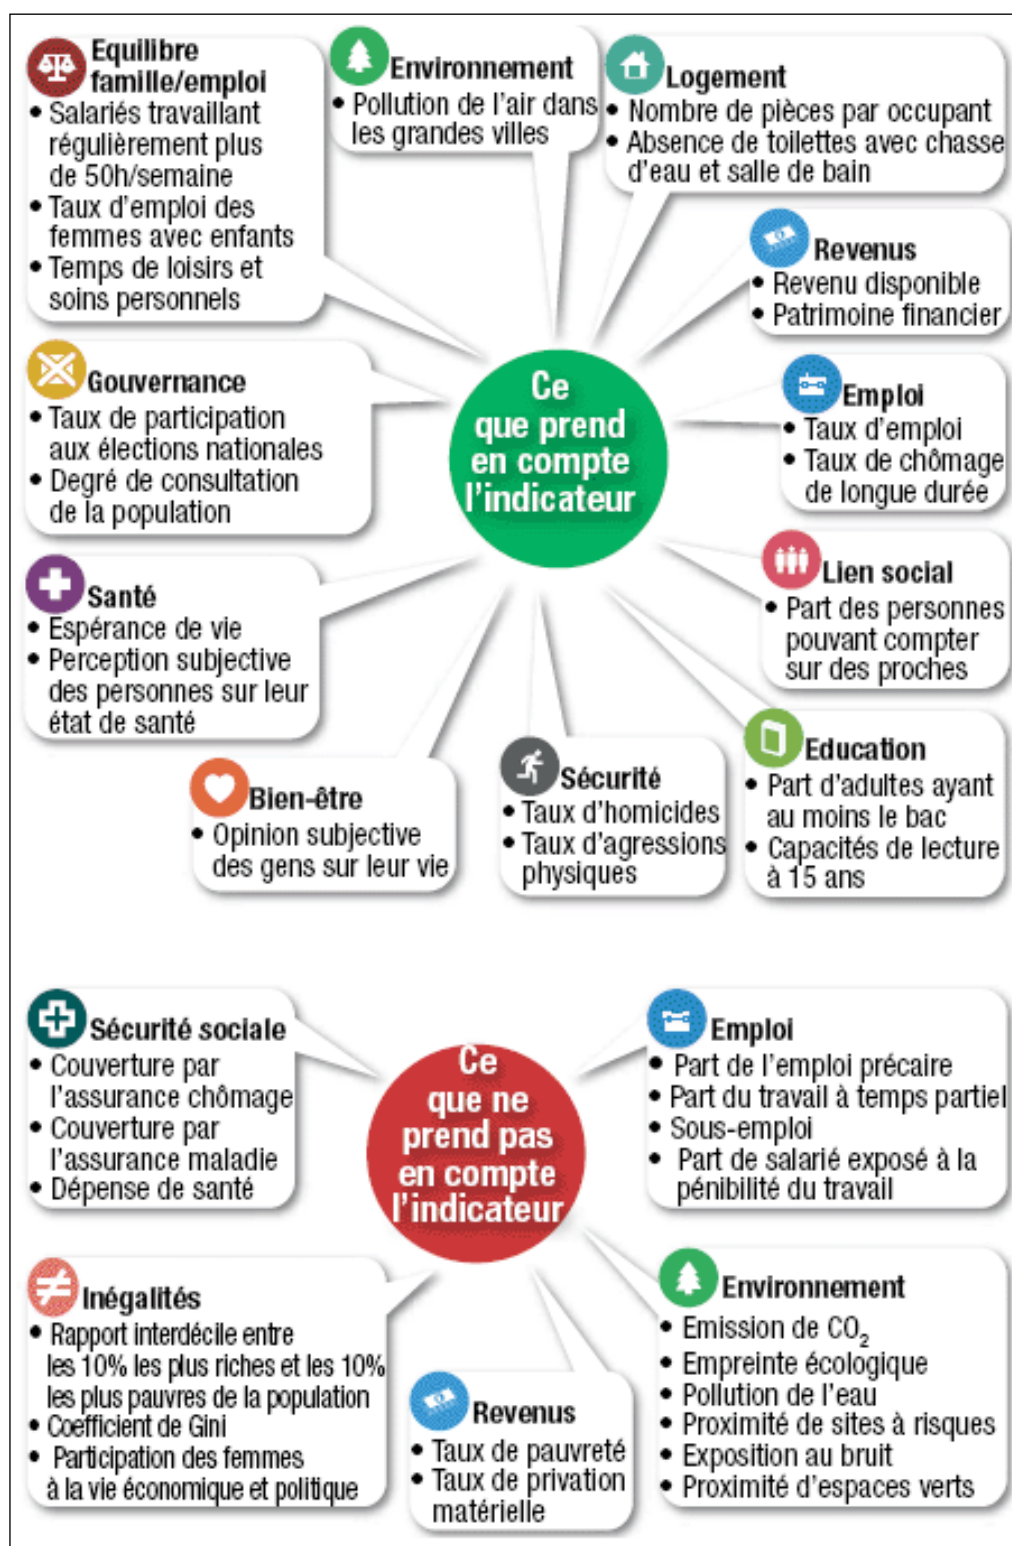 Equilibre
famille/emploi
• Salariés travaillant
régulièrement plus
de 50h/semaine
• Taux d'emploi des
femmes avec enfants
• Temps de loisirs et
soins personnels
Environnement
• Pollution de l'air dans
les grandes villes
Logement
• Nombre de pièces par occupant
• Absence de toilettes avec chasse
d'eau et salle de bain
Revenus
• Revenu disponible
• Patrimoine financier
Gouvernance
• Taux de participation
aux élections nationales
• Degré de consultation
de la population
Ce
que prend
en compte
l'indicateur
Emploi
• Taux d'emploi
• Taux de chômage
de longue durée
Santé
• Espérance de vie
• Perception subjective
des personnes sur leur
état de santé
Lien social
• Part des personnes
pouvant compter
sur des proches
Bien-être
• Opinion subjective
des gens sur leur vie
Sécurité
• Taux d'homicides
• Taux d'agressions
physiques
Education
• Part d'adultes ayant
au moins le bac
• Capacités de lecture
à 15 ans
Sécurité sociale
• Couverture par
l'assurance chômage
• Couverture par
l'assurance maladie
• Dépense de santé
Ce
que ne
prend pas
en compte
l'indicateur
Emploi
• Part de l'emploi précaire
• Part du travail à temps partiel
• Sous-emploi
• Part de salarié exposé à la
pénibilité du travail
Inégalités
• Rapport interdécile entre
les 10% les plus riches et les 10%
les plus pauvres de la population
• Coefficient de Gini
• Participation des femmes
à la vie économique et politique
Revenus
• Taux de pauvreté
• Taux de privation
matérielle
Environnement
• Emission de CO₂
• Empreinte écologique
• Pollution de l'eau
• Proximité de sites à risques
• Exposition au bruit
• Proximité d'espaces verts